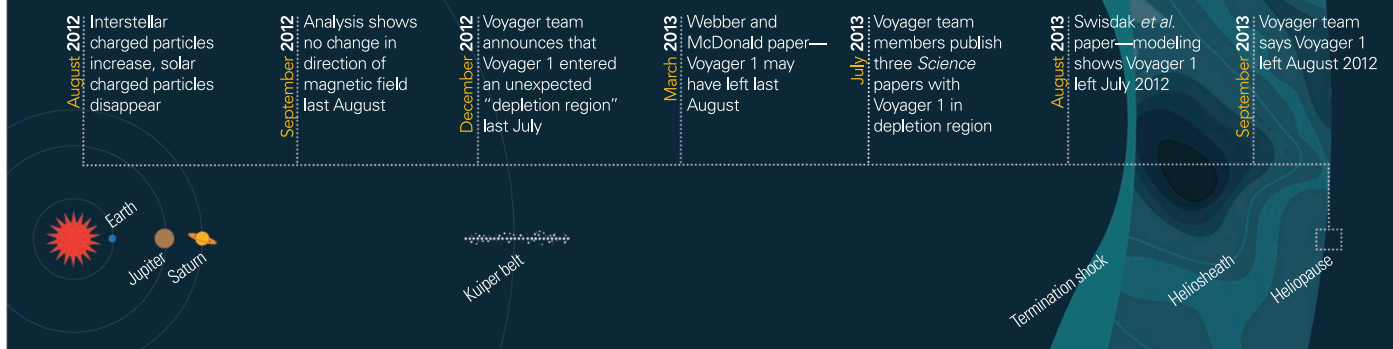 August 2012
Interstellar
charged particles
increase, solar
charged particles
disappear
September 2012
Analysis shows
no change in
direction of
magnetic field
last August
December 2012
Voyager team
announces that
Voyager 1 entered
an unexpected
“depletion region”
last July
March 2013
Webber and
McDonald paper—
Voyager 1 may
have left last
August
July 2013
Voyager team
members publish
three Science
papers with
Voyager 1 in
depletion region
August 2013
Swisdak et al.
paper—modeling
shows Voyager 1
left July 2012
September 2013
Voyager team
says Voyager 1
left August 2012
Earth
Jupiter
Saturn
Kuiper belt
Termination shock
Heliosheath
Heliopause